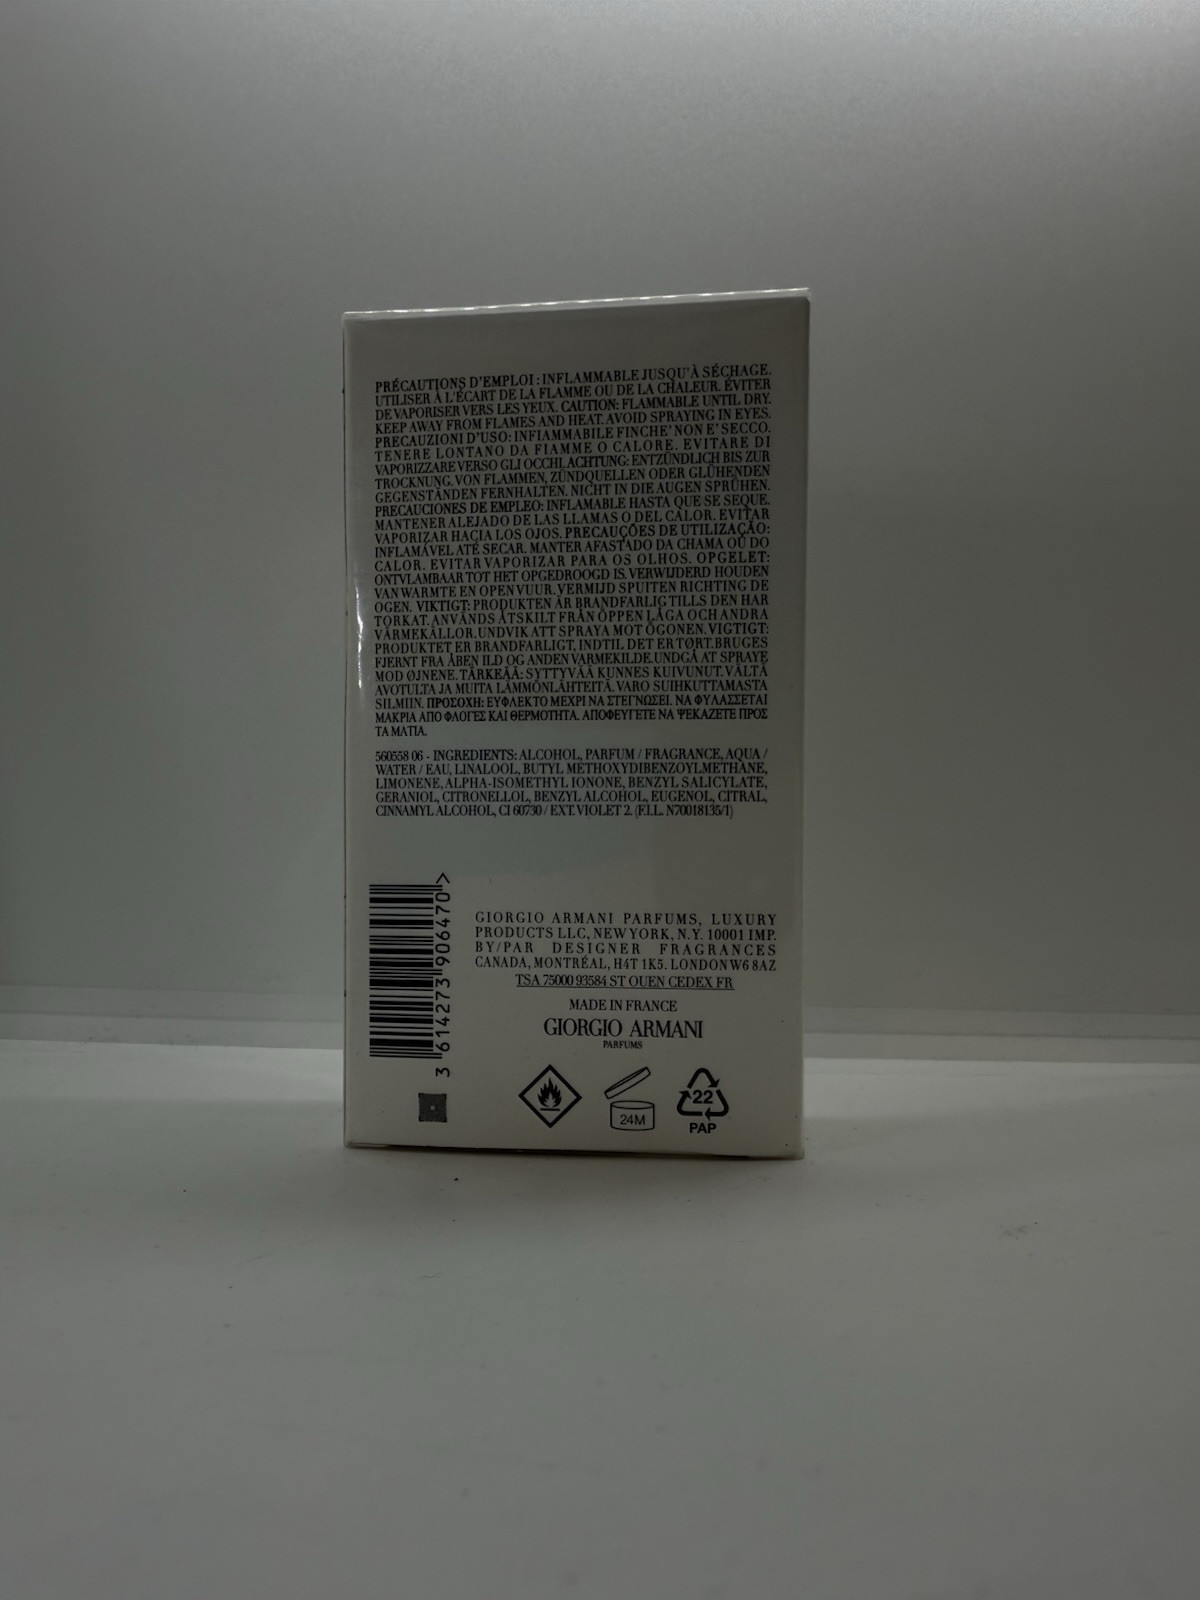 PRÉCAUTIONS D'EMPLOI : INFLAMMABLE JUSQU'À SÉCHAGE.
UTILISER À L'ÉCART DE LA FLAMME OU DE LA CHALEUR. ÉVITER
DE VAPORISER VERS LES YEUX. CAUTION: FLAMMABLE UNTIL DRY.
KEEP AWAY FROM FLAMES AND HEAT. AVOID SPRAYING IN EYES.
PRECAUZIONI D'USO: INFIAMMABILE FINCHE' NON E' SECCO.
TENERE LONTANO DA FIAMME O CALORE. EVITARE DI
VAPORIZZARE VERSO GLI OCCHI. ACHTUNG: ENTZÜNDLICH BIS ZUR
TROCKNUNG. VON FLAMMEN, ZÜNDQUELLEN ODER GLÜHENDEN
GEGENSTÄNDEN FERNHALTEN. NICHT IN DIE AUGEN SPRÜHEN.
PRECAUCIONES DE EMPLEO: INFLAMABLE HASTA QUE SE SEQUE.
MANTENER ALEJADO DE LAS LLAMAS O DEL CALOR. EVITAR
VAPORIZAR HACIA LOS OJOS. PRECAUÇÕES DE UTILIZAÇÃO:
INFLAMÁVEL ATÉ SECAR. MANTER AFASTADO DA CHAMA OU DO
CALOR. EVITAR VAPORIZAR PARA OS OLHOS. OPGELET:
ONTVLAMBAAR TOT HET OPGEDROOGD IS. VERWIJDERD HOUDEN
VAN WARMTE EN OPEN VUUR. VERMIJD SPUITEN RICHTING DE
OGEN. VIKTIGT: PRODUKTEN ÄR BRANDFARLIG TILLS DEN HAR
TORKAT. ANVÄNDS ÅTSKILT FRÅN ÖPPEN LÅGA OCH ANDRA
VÄRMEKÄLLOR. UNDVIK ATT SPRAYA MOT ÖGONEN. VIGTIGT:
PRODUKTET ER BRANDFARLIGT, INDTIL DET ER TØRT. BRUGES
FJERNT FRA ÅBEN ILD OG ANDEN VARMEKILDE. UNDGÅ AT SPRAYE
MOD ØJNENE. TÄRKEÄÄ: SYTTYVÄÄ KUNNES KUIVUNUT. VÄLTÄ
AVOTULTA JA MUITA LÄMMÖNLÄHTEITÄ. VARO SUIHKUTTAMASTA
SILMIIN. ΠΡΟΣΟΧΗ: ΕΥΦΛΕΚΤΟ ΜΕΧΡΙ ΝΑ ΣΤΕΓΝΩΣΕΙ. ΝΑ ΦΥΛΑΣΣΕΤΑΙ
ΜΑΚΡΙΑ ΑΠΟ ΦΛΟΓΕΣ ΚΑΙ ΘΕΡΜΟΤΗΤΑ. ΑΠΟΦΕΥΓΕΤΕ ΝΑ ΨΕΚΑΖΕΤΕ ΠΡΟΣ
ΤΑ ΜΑΤΙΑ.
560558 06 - INGREDIENTS: ALCOHOL, PARFUM / FRAGRANCE, AQUA /
WATER / EAU, LINALOOL, BUTYL METHOXYDIBENZOYLMETHANE,
LIMONENE, ALPHA-ISOMETHYL IONONE, BENZYL SALICYLATE,
GERANIOL, CITRONELLOL, BENZYL ALCOHOL, EUGENOL, CITRAL,
CINNAMYL ALCOHOL, CI 60730 / EXT. VIOLET 2. (F.I.L. N70018135/1)
3 614273 906470 >
GIORGIO ARMANI PARFUMS, LUXURY
PRODUCTS LLC, NEW YORK, N.Y. 10001 IMP.
BY/PAR DESIGNER FRAGRANCES
CANADA, MONTRÉAL, H4T 1K5. LONDON W6 8AZ
TSA 75000 93584 ST OUEN CEDEX FR
MADE IN FRANCE
GIORGIO ARMANI
PARFUMS
24M
22
PAP